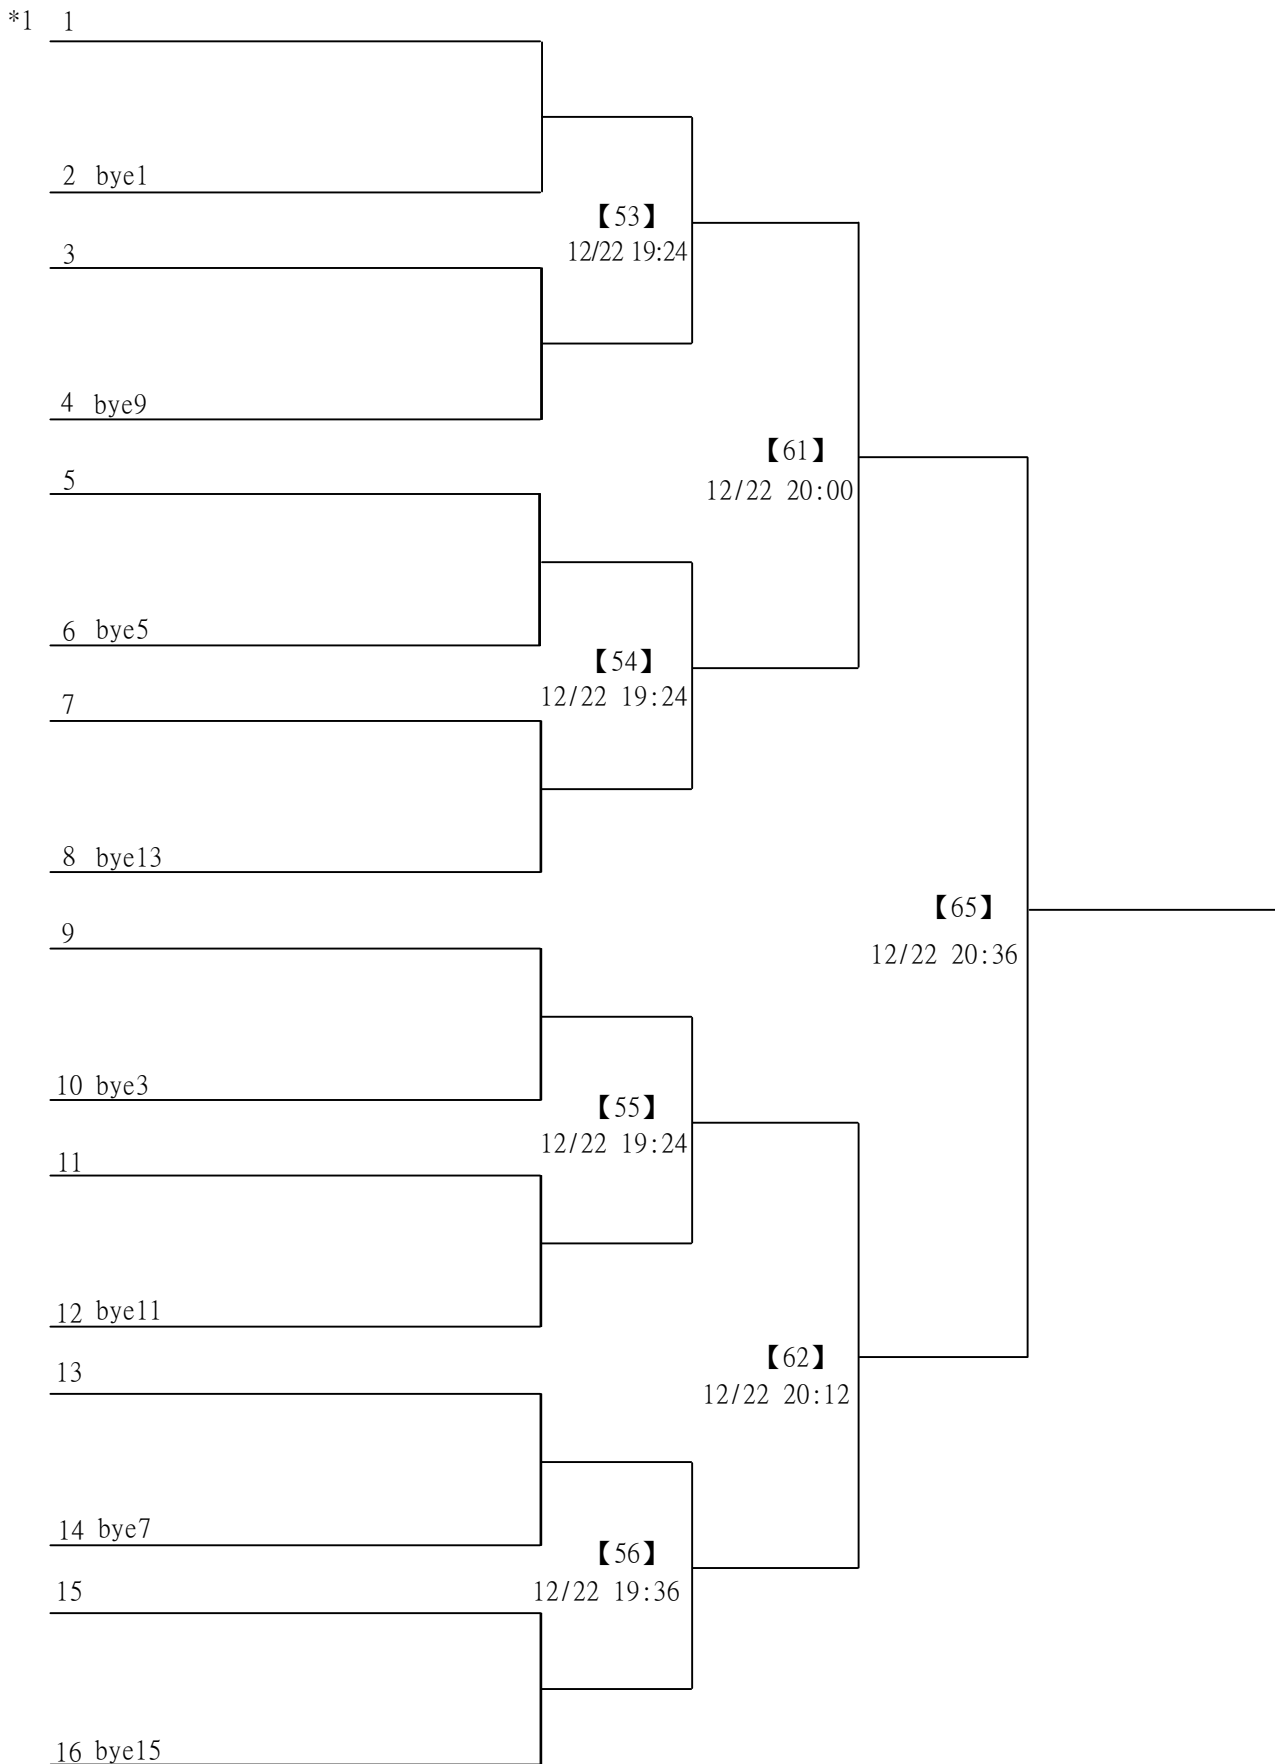 *1 1
2 bye1
【53】
12/22 19:24
3
4 bye9
【61】
12/22 20:00
5
6 bye5
【54】
12/22 19:24
7
8 bye13
【65】
12/22 20:36
9
10 bye3
【55】
12/22 19:24
11
12 bye11
【62】
12/22 20:12
13
14 bye7
【56】
12/22 19:36
15
16 bye15